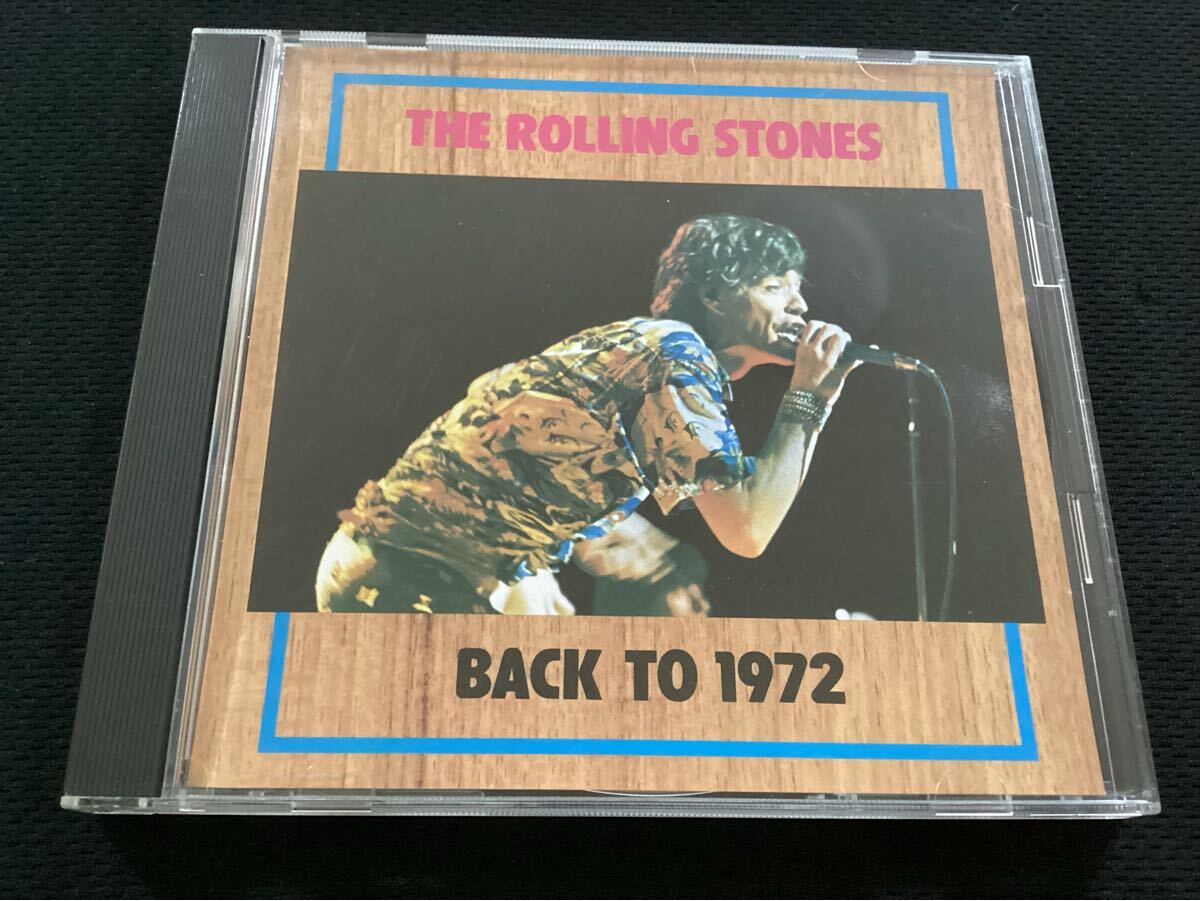 THE ROLLING STONES
BACK TO 1972